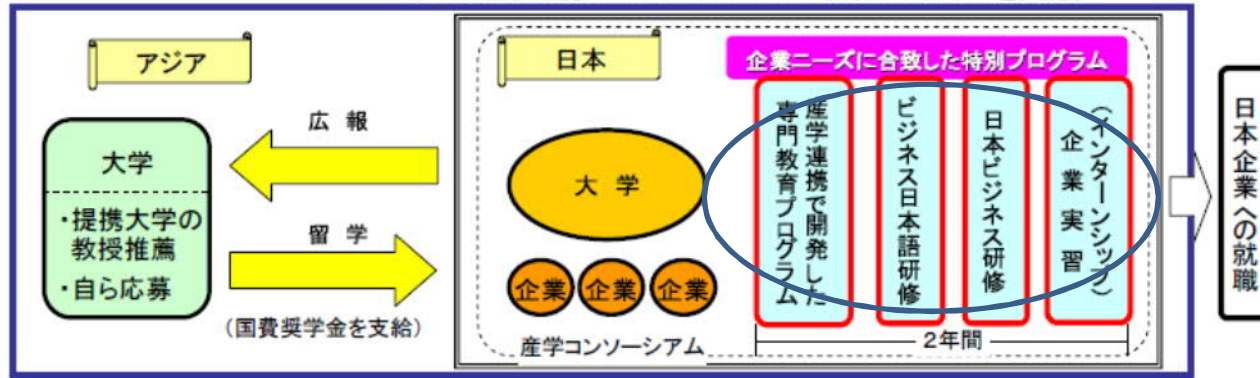 アジア
大学
・提携大学の
教授推薦
・自ら応募
広報
留学
(国費奨学金を支給)
日本
大学
企業
企業
企業
産学コンソーシアム
企業ニーズに合致した特別プログラム
産学連携で開発した
専門教育プログラム
ビジネス日本語研修
日本ビジネス研修
(インターンシップ)
企業実習
2年間
日本企業への就職